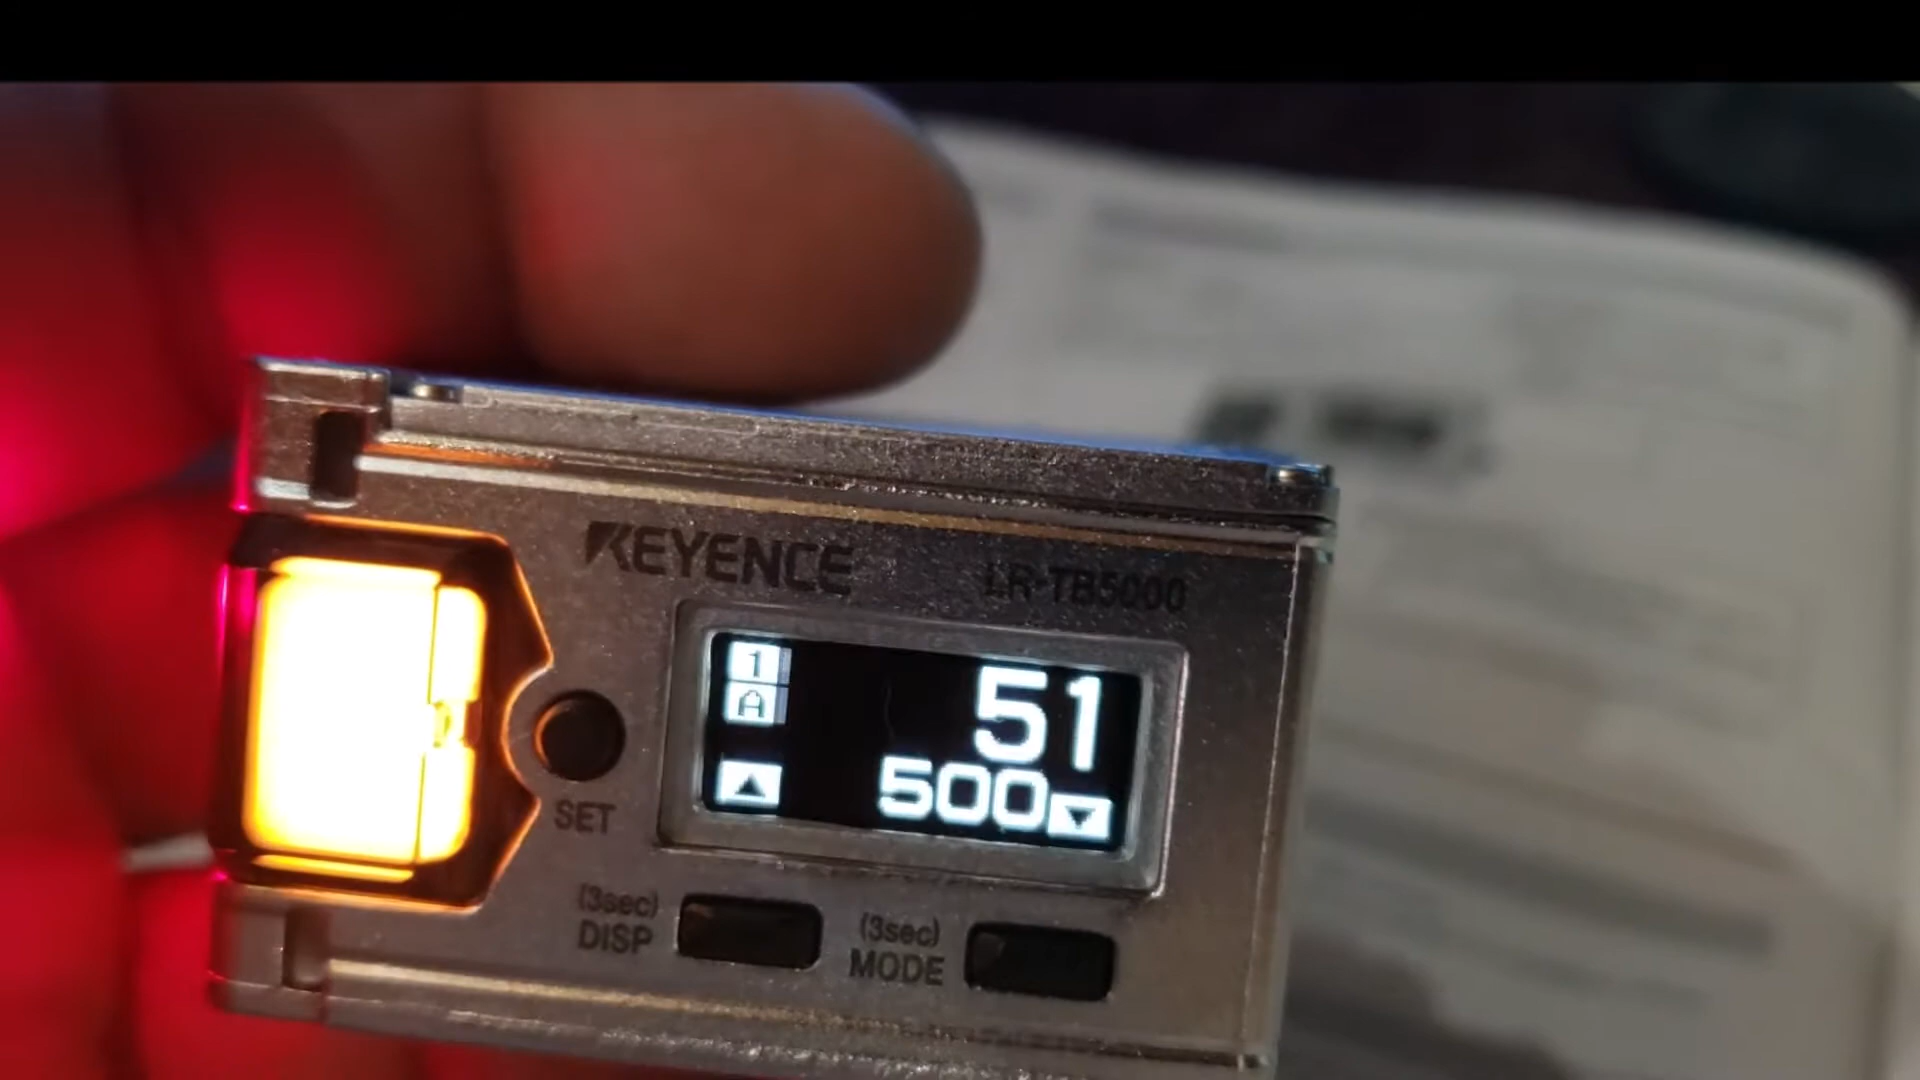 KEYENCE
LR-TB5000
1
A
51
500
SET
(3sec)
DISP
(3sec)
MODE